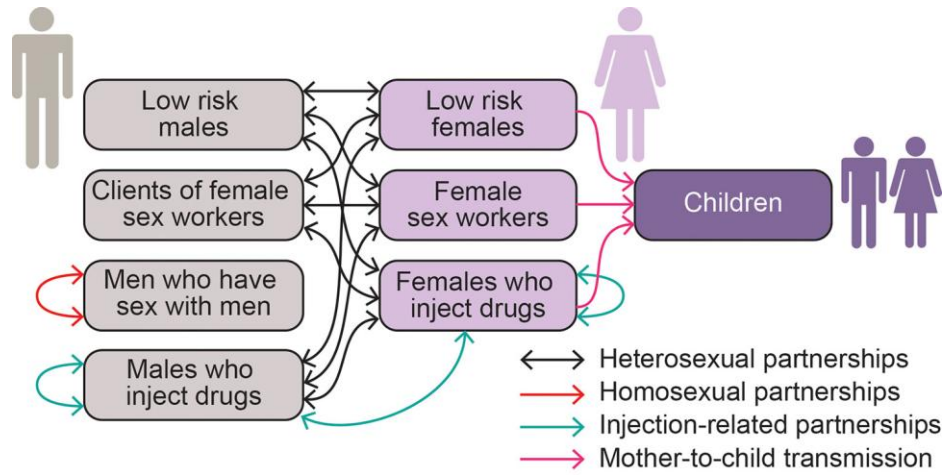 Low risk
males
Clients of female
sex workers
Men who have
sex with men
Males who
inject drugs
Low risk
females
Female
sex workers
Females who
inject drugs
Children
Heterosexual partnerships
Homosexual partnerships
Injection-related partnerships
Mother-to-child transmission